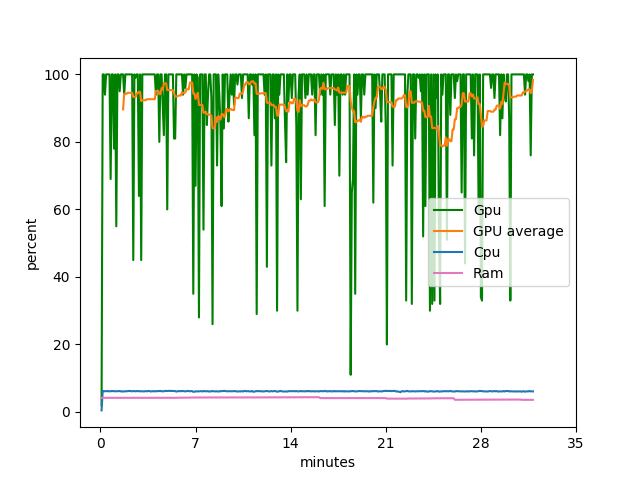 100
80
60
40
20
0
percent
Gpu
GPU average
Cpu
Ram
0 7 14 21 28 35
minutes